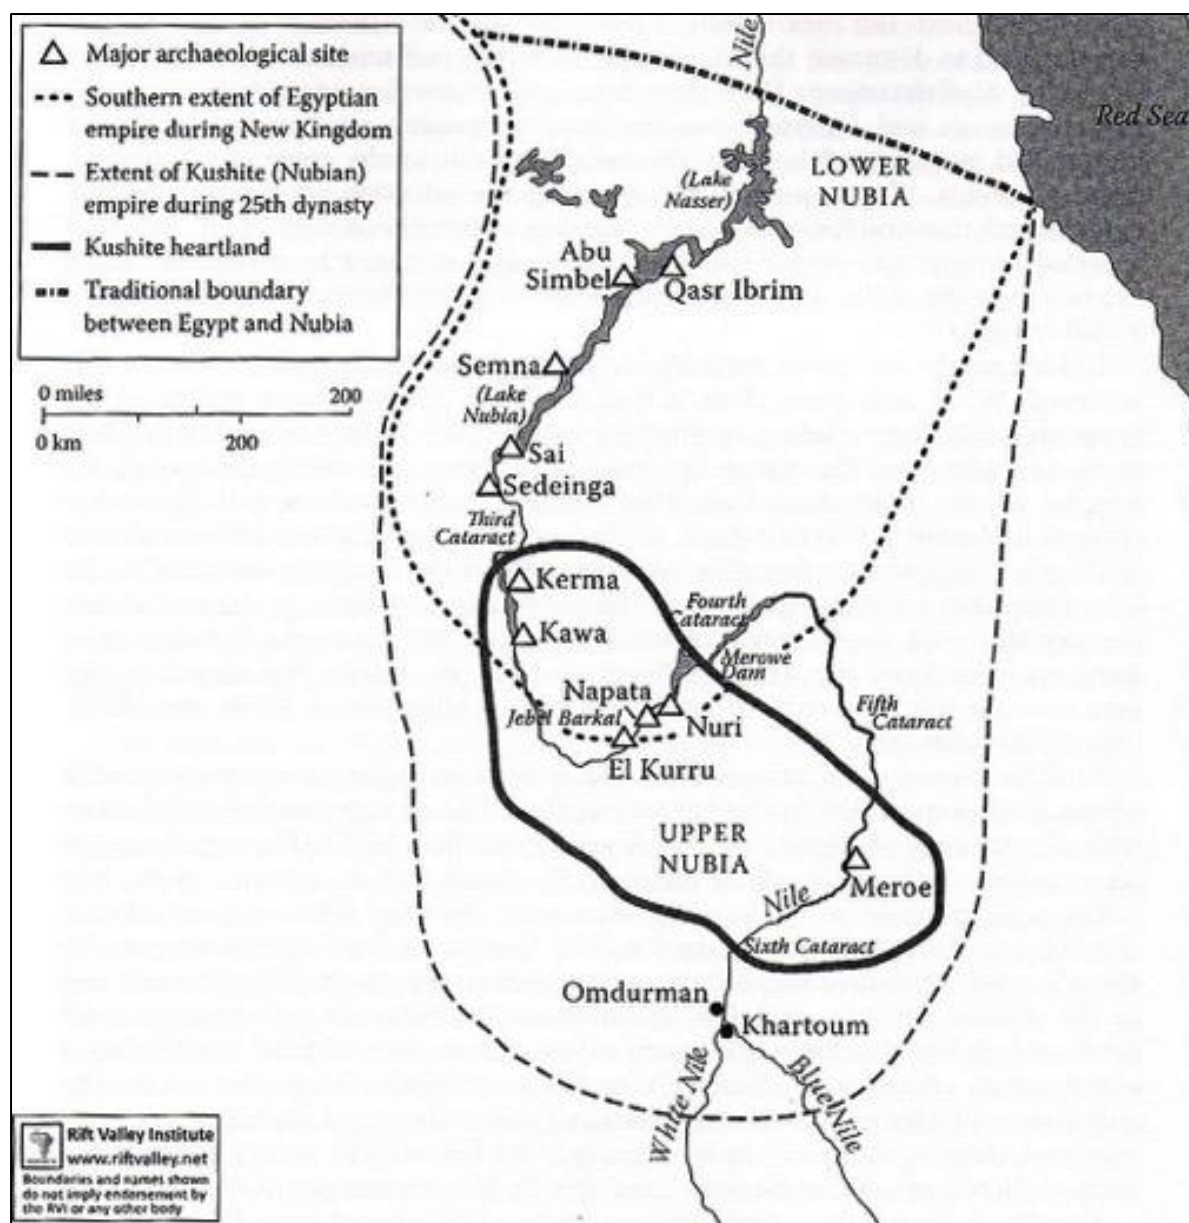 Major archaeological site
Southern extent of Egyptian
empire during New Kingdom
Extent of Kushite (Nubian)
empire during 25th dynasty
Kushite heartland
Traditional boundary
between Egypt and Nubia
0 miles 200
0 km 200
Nile
Red Sea
LOWER
NUBIA
(Lake
Nasser)
Abu
Simbel
Qasr Ibrim
Semna
(Lake
Nubia)
Sai
Sedeinga
Third
Cataract
Kerma
Kawa
Fourth
Cataract
Merowe
Dam
Napata
Jebel Barkal
Nuri
El Kurru
Fifth
Cataract
UPPER
NUBIA
Meroe
Nile
Sixth Cataract
Omdurman
Khartoum
White Nile
Blue Nile
Rift Valley Institute
www.riftvalley.net
Boundaries and names shown
do not imply endorsement by
the RVI or any other body